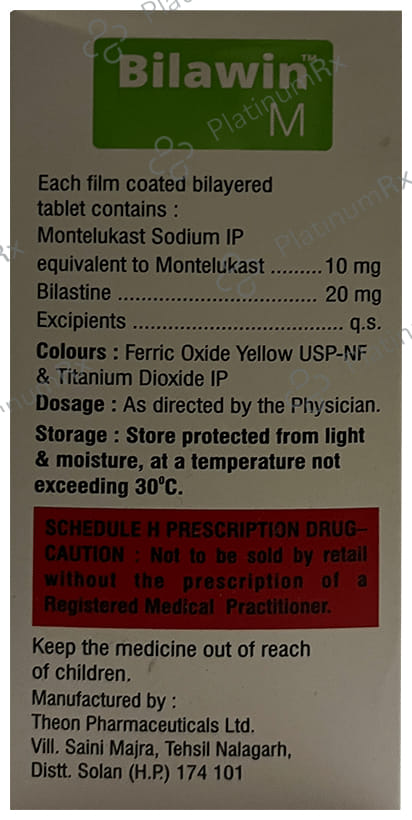 Bilawin™
M
Each film coated bilayered
tablet contains :
Montelukast Sodium IP
equivalent to Montelukast ......... 10 mg
Bilastine ................................ 20 mg
Excipients ................................ q.s.
Colours : Ferric Oxide Yellow USP-NF
& Titanium Dioxide IP
Dosage : As directed by the Physician.
Storage : Store protected from light
& moisture, at a temperature not
exceeding 30⁰C.
SCHEDULE H PRESCRIPTION DRUG–
CAUTION : Not to be sold by retail
without the prescription of a
Registered Medical Practitioner.
Keep the medicine out of reach
of children.
Manufactured by :
Theon Pharmaceuticals Ltd.
Vill. Saini Majra, Tehsil Nalagarh,
Distt. Solan (H.P.) 174 101
PlatinumRx
PlatinumRx
PlatinumRx